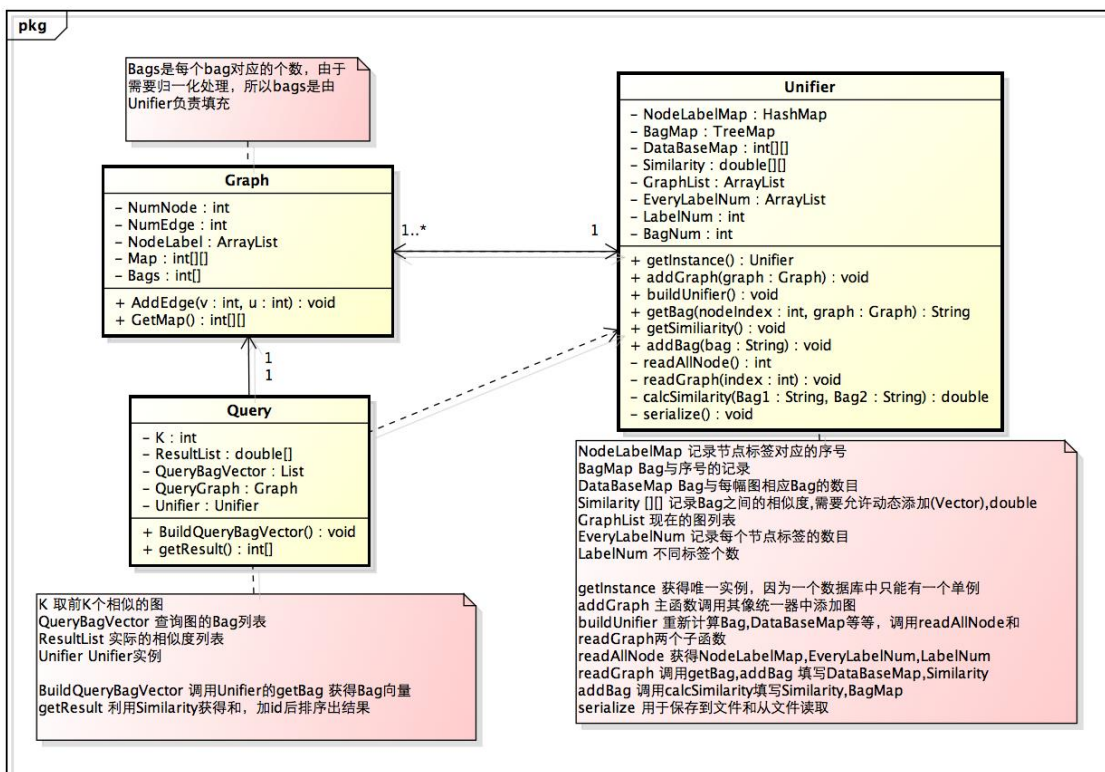 pkg
Bags是每个bag对应的个数，由于
需要归一化处理，所以bags是由
Unifier负责填充
Graph
- NumNode : int
- NumEdge : int
- NodeLabel : ArrayList
- Map : int[][]
- Bags : int[]
+ AddEdge(v : int, u : int) : void
+ GetMap() : int[][]
1..*
1
Unifier
- NodeLabelMap : HashMap
- BagMap : TreeMap
- DataBaseMap : int[][]
- Similarity : double[][]
- GraphList : ArrayList
- EveryLabelNum : ArrayList
- LabelNum : int
- BagNum : int
+ getInstance() : Unifier
+ addGraph(graph : Graph) : void
+ buildUnifier() : void
+ getBag(nodeIndex : int, graph : Graph) : String
+ getSimiliarity() : void
+ addBag(bag : String) : void
- readAllNode() : int
- readGraph(index : int) : void
- calcSimilarity(Bag1 : String, Bag2 : String) : double
- serialize() : void
1
1
Query
- K : int
- ResultList : double[]
- QueryBagVector : List
- QueryGraph : Graph
- Unifier : Unifier
+ BuildQueryBagVector() : void
+ getResult() : int[]
K 取前K个相似的图
QueryBagVector 查询图的Bag列表
ResultList 实际的相似度列表
Unifier Unifier实例
BuildQueryBagVector 调用Unifier的getBag 获得Bag向量
getResult 利用Similarity获得和，加id后排序出结果
NodeLabelMap 记录节点标签对应的序号
BagMap Bag与序号的记录
DataBaseMap Bag与每幅图相应Bag的数目
Similarity [][] 记录Bag之间的相似度,需要允许动态添加(Vector),double
GraphList 现在的图列表
EveryLabelNum 记录每个节点标签的数目
LabelNum 不同标签个数
getInstance 获得唯一实例，因为一个数据库中只能有一个单例
addGraph 主函数调用其像统一器中添加图
buildUnifier 重新计算Bag,DataBaseMap等等，调用readAllNode和
readGraph两个子函数
readAllNode 获得NodeLabelMap,EveryLabelNum,LabelNum
readGraph 调用getBag,addBag 填写DataBaseMap,Similarity
addBag 调用calcSimilarity填写Similarity,BagMap
serialize 用于保存到文件和从文件读取